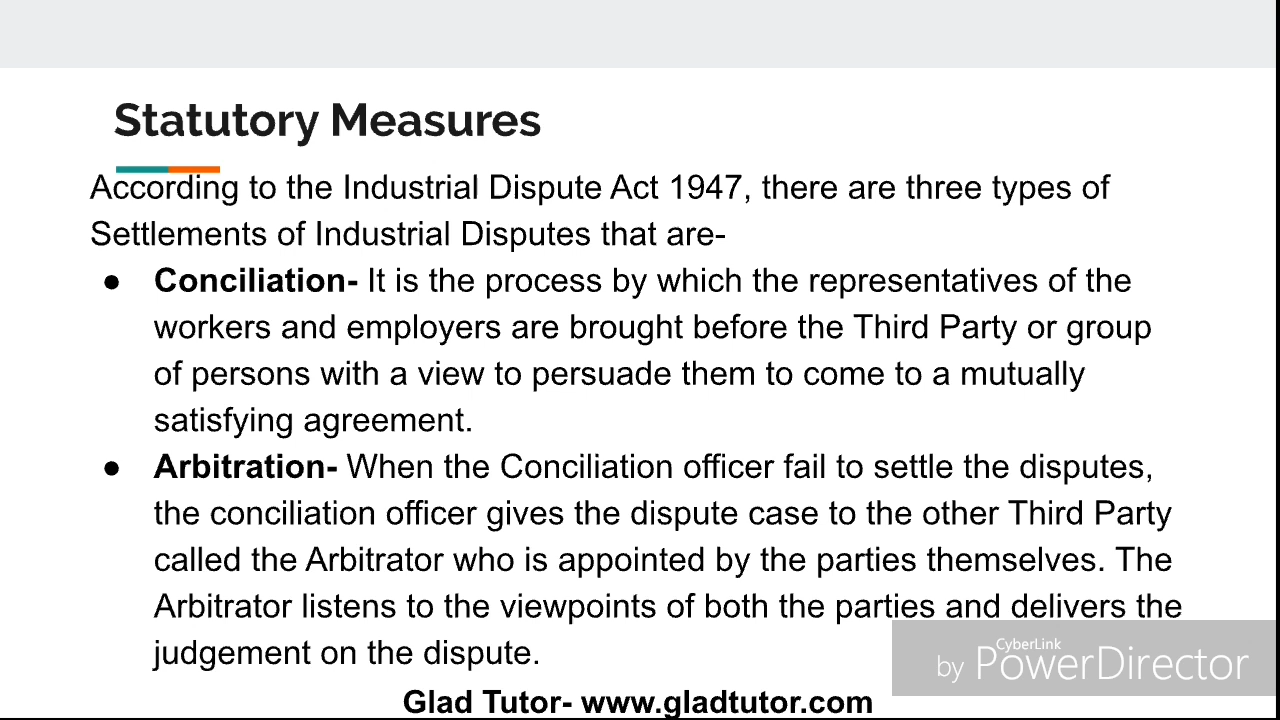 Statutory Measures
According to the Industrial Dispute Act 1947, there are three types of
Settlements of Industrial Disputes that are-
● Conciliation- It is the process by which the representatives of the
workers and employers are brought before the Third Party or group
of persons with a view to persuade them to come to a mutually
satisfying agreement.
● Arbitration- When the Conciliation officer fail to settle the disputes,
the conciliation officer gives the dispute case to the other Third Party
called the Arbitrator who is appointed by the parties themselves. The
Arbitrator listens to the viewpoints of both the parties and delivers the
judgement on the dispute.
CyberLink
by PowerDirector
Glad Tutor- www.gladtutor.com